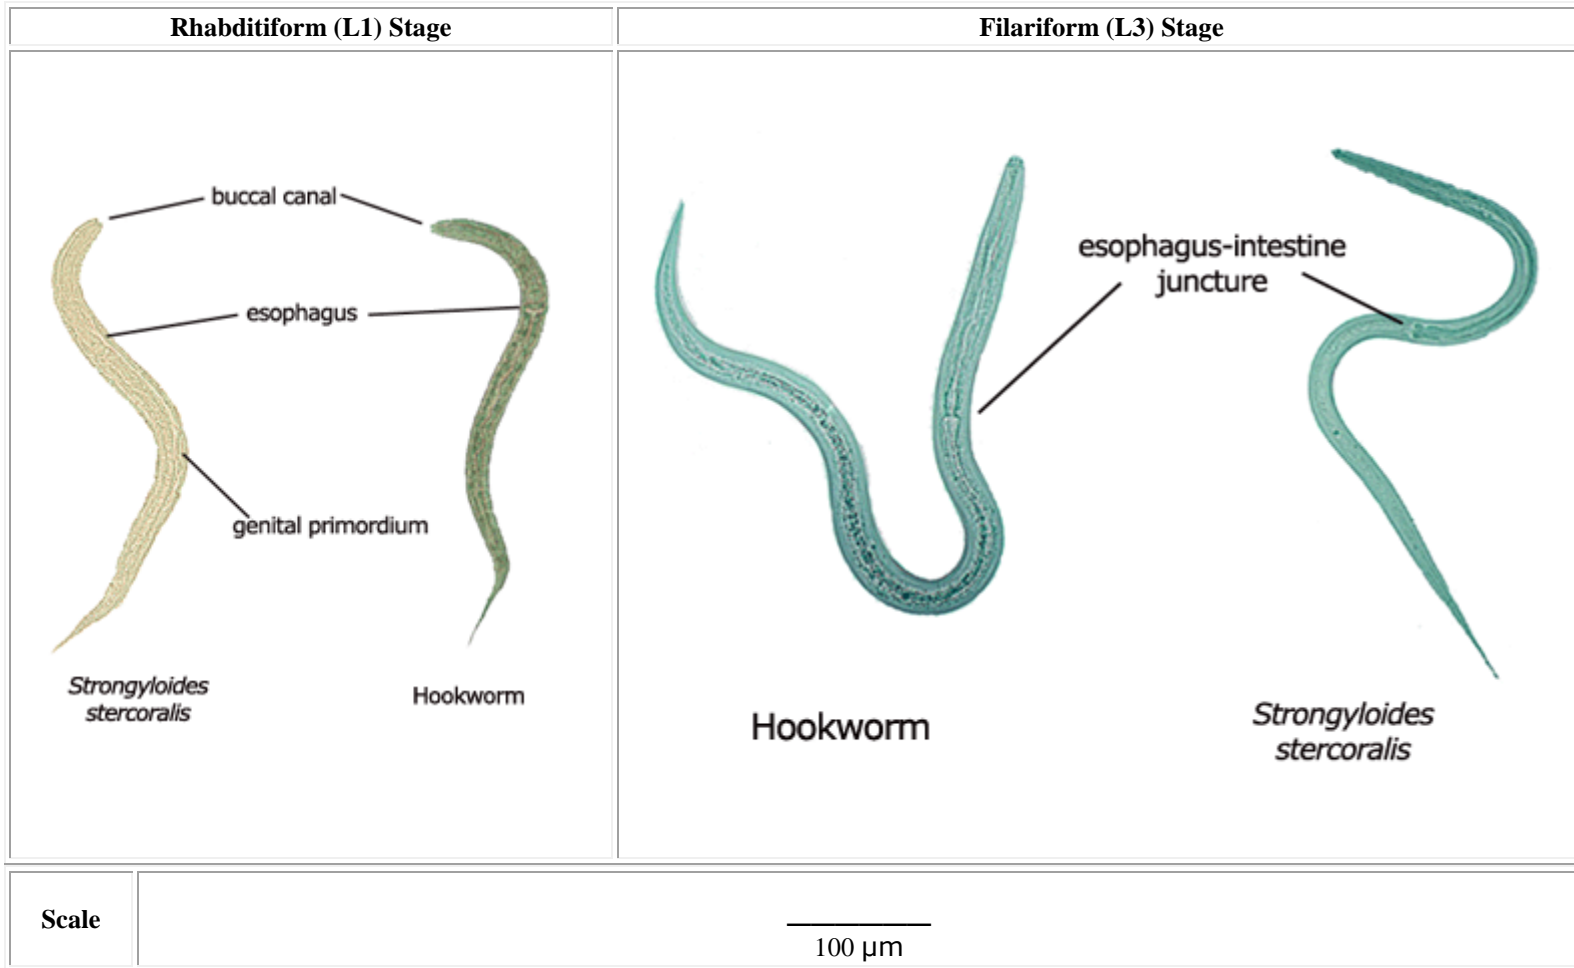 Rhabditiform (L1) Stage
Filariform (L3) Stage
buccal canal
esophagus
genital primordium
Strongyloides
stercoralis
Hookworm
esophagus-intestine
juncture
Hookworm
Strongyloides
stercoralis
Scale
100 µm